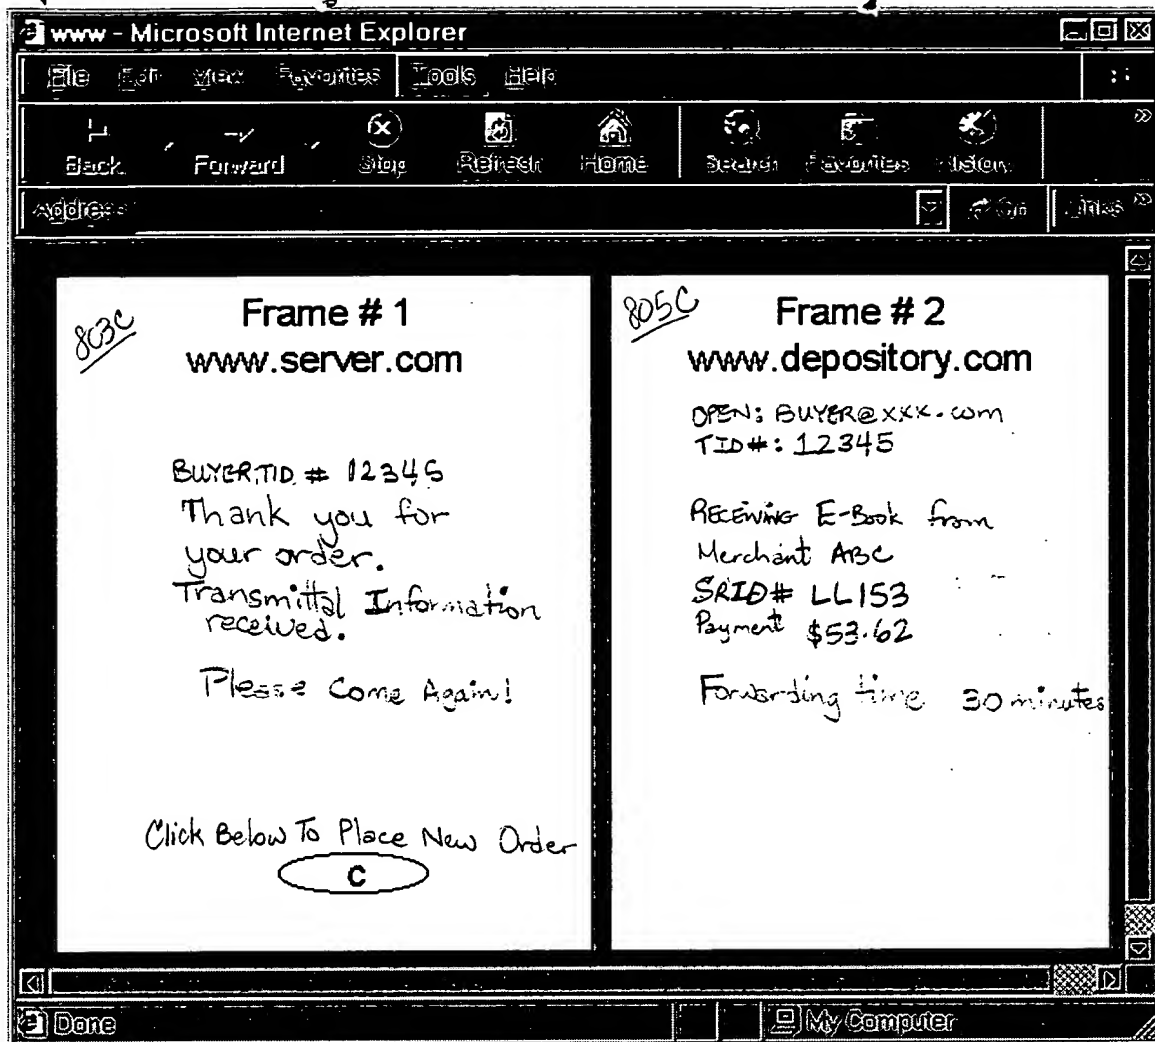 www - Microsoft Internet Explorer
File Edit View Favorites Tools Help
Back Forward Stop Refresh Home Search Favorites History
Address Go Links
803C
Frame # 1
www.server.com
BUYER TID # 12345
Thank you for
your order.
Transmittal Information
received.
Please Come Again!
Click Below To Place New Order
C
805C
Frame # 2
www.depository.com
OPEN: BUYER@xxx.com
TID#: 12345
RECEIVING E-Book from
Merchant ABC
SRID# LL153
Payment $53.62
Forwarding time 30 minutes
Done
My Computer